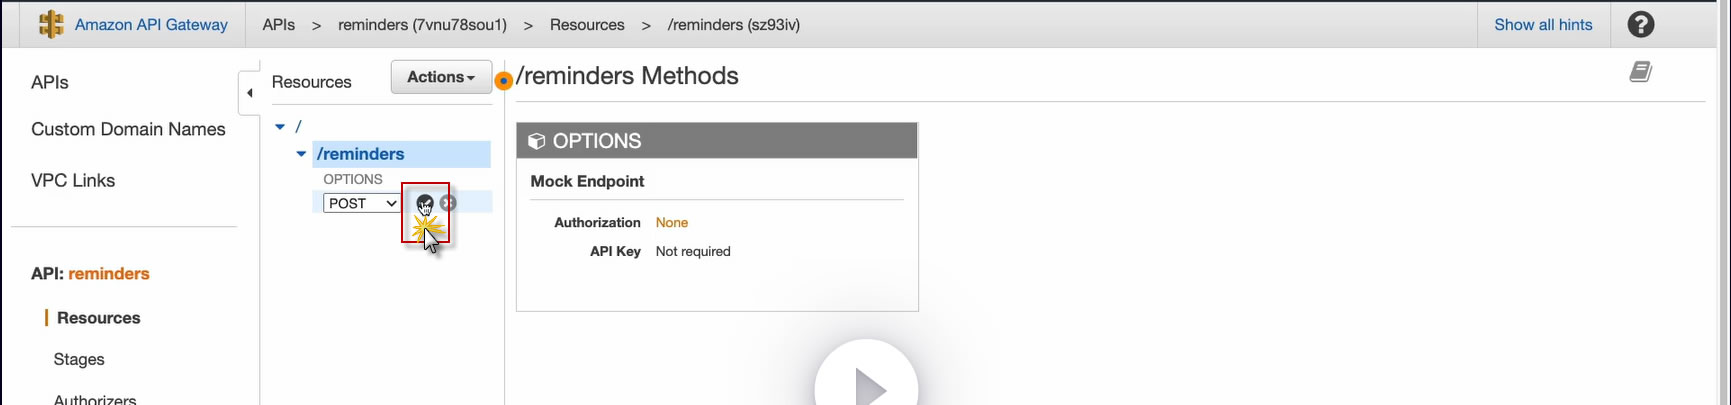 Amazon API Gateway
APIs > reminders (7vnu78sou1) > Resources > /reminders (sz93iv)
Show all hints
?
APIs
Custom Domain Names
VPC Links
API: reminders
Resources
Stages
Authorizers
Resources
Actions
/
/reminders
OPTIONS
POST
/reminders Methods
OPTIONS
Mock Endpoint
Authorization None
API Key Not required